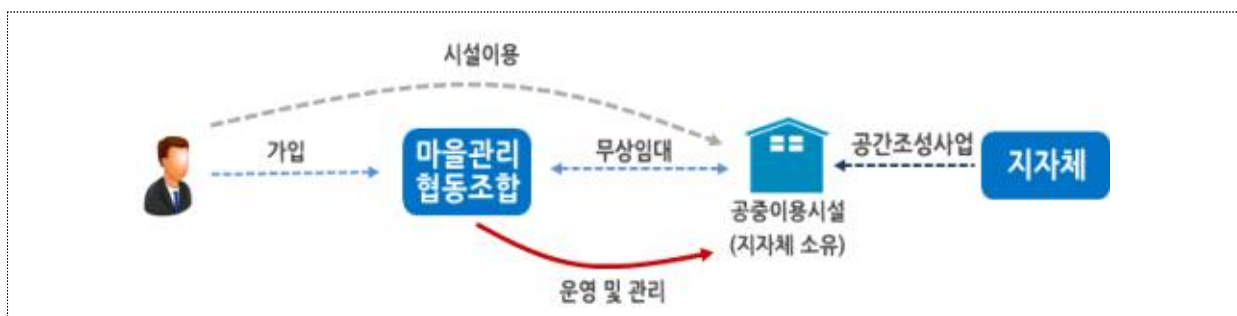 시설이용
가입
마을관리
협동조합
무상임대
공간조성사업
지자체
공중이용시설
(지자체 소유)
운영 및 관리